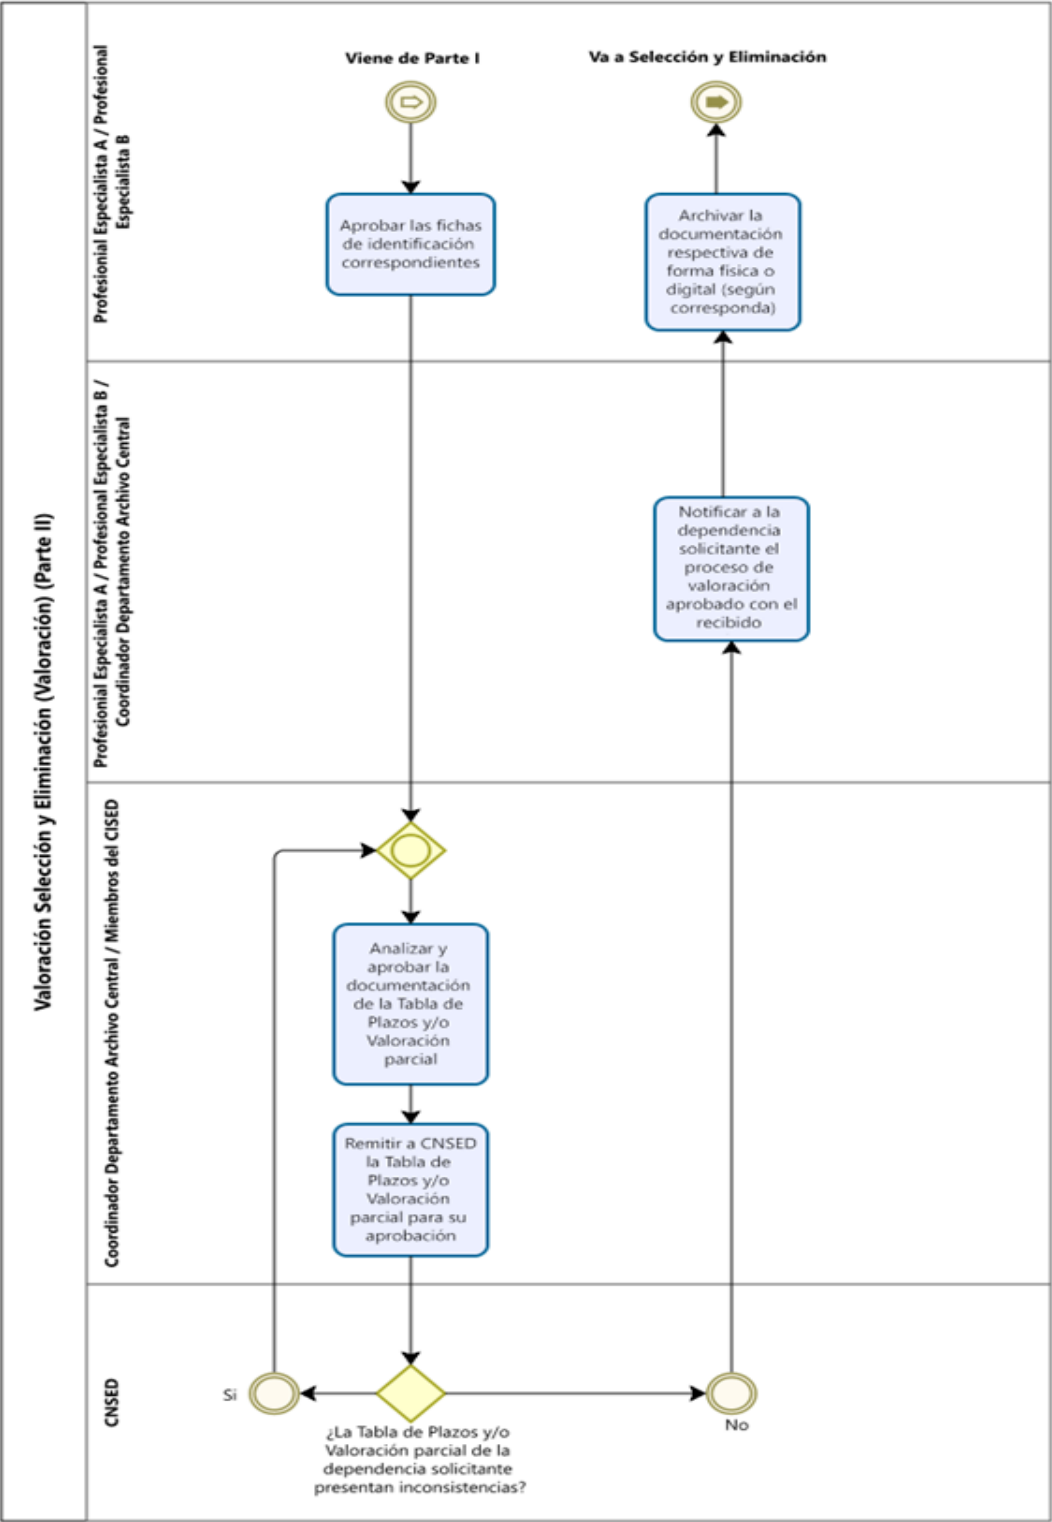 Valoración Selección y Eliminación (Valoración) (Parte II)
Profesionial Especialista A / Profesional
Especialista B
Viene de Parte I
Va a Selección y Eliminación
Aprobar las fichas
de identificación
correspondientes
Archivar la
documentación
respectiva de
forma física o
digital (según
corresponda)
Profesionial Especialista A / Profesional Especialista B /
Coordinador Departamento Archivo Central
Notificar a la
dependencia
solicitante el
proceso de
valoración
aprobado con el
recibido
Coordinador Departamento Archivo Central / Miembros del CISED
Analizar y
aprobar la
documentación
de la Tabla de
Plazos y/o
Valoración
parcial
Remitir a CNSED
la Tabla de
Plazos y/o
Valoración
parcial para su
aprobación
CNSED
Si
No
¿La Tabla de Plazos y/o
Valoración parcial de la
dependencia solicitante
presentan inconsistencias?